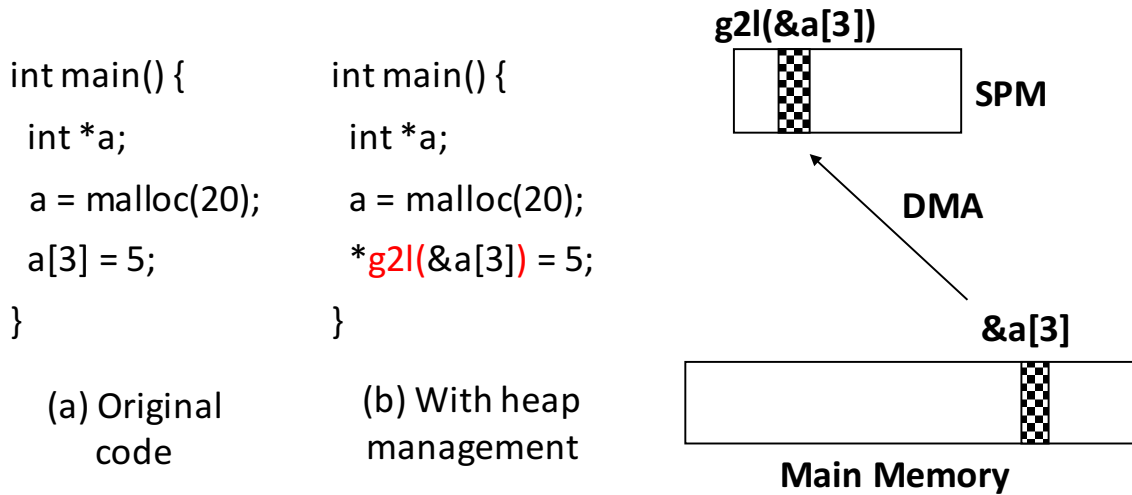 int main() {
int *a;
a = malloc(20);
a[3] = 5;
}
(a) Original
code
int main() {
int *a;
a = malloc(20);
*g2l(&a[3]) = 5;
}
(b) With heap
management
g2l(&a[3])
SPM
DMA
&a[3]
Main Memory